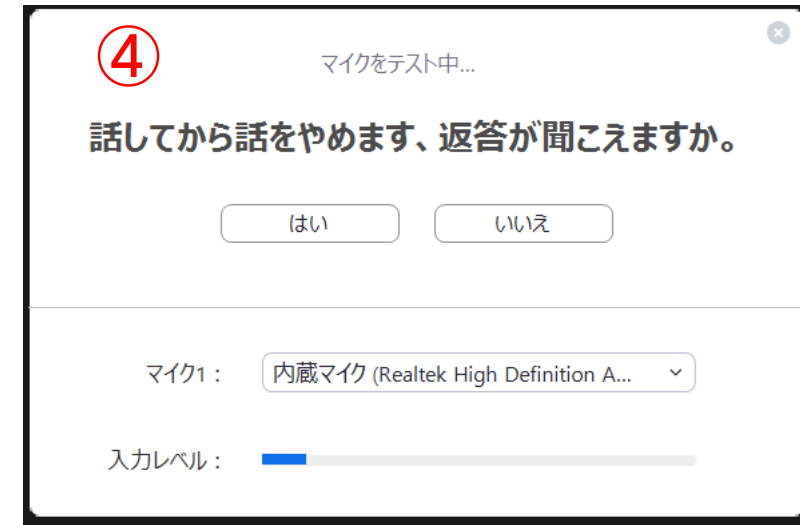 ④
マイクをテスト中...
話してから話をやめます、返答が聞こえますか。
はい
いいえ
マイク1：
内蔵マイク (Realtek High Definition A...
入力レベル：